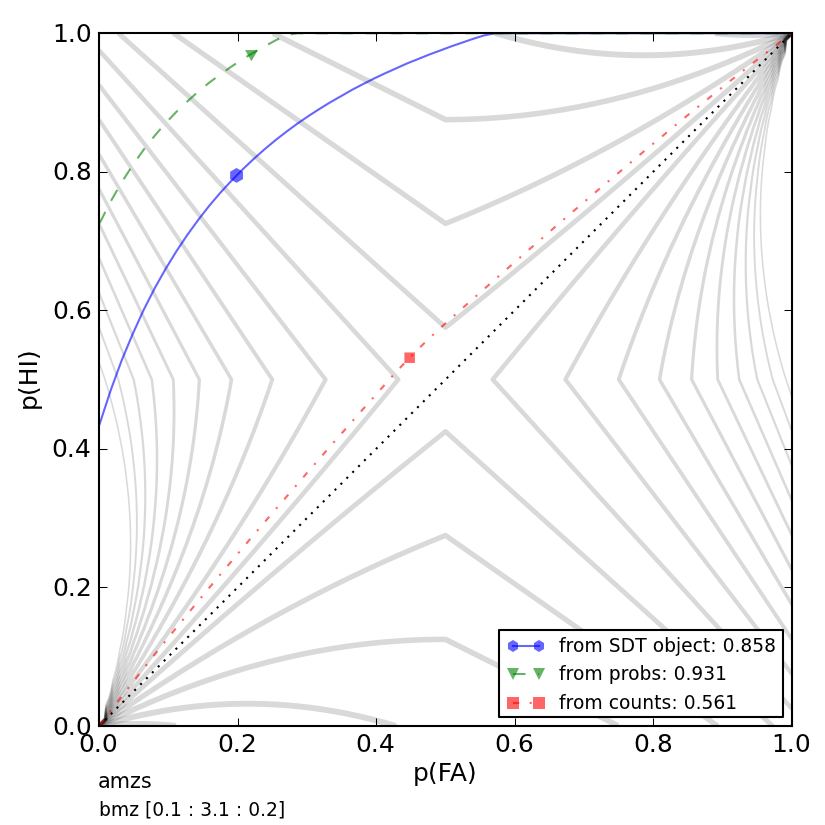 1.0
0.8
0.6
0.4
0.2
0.0
p(HI)
0.0 0.2 0.4 0.6 0.8 1.0
p(FA)
from SDT object: 0.858
from probs: 0.931
from counts: 0.561
amzs
bmz [0.1 : 3.1 : 0.2]